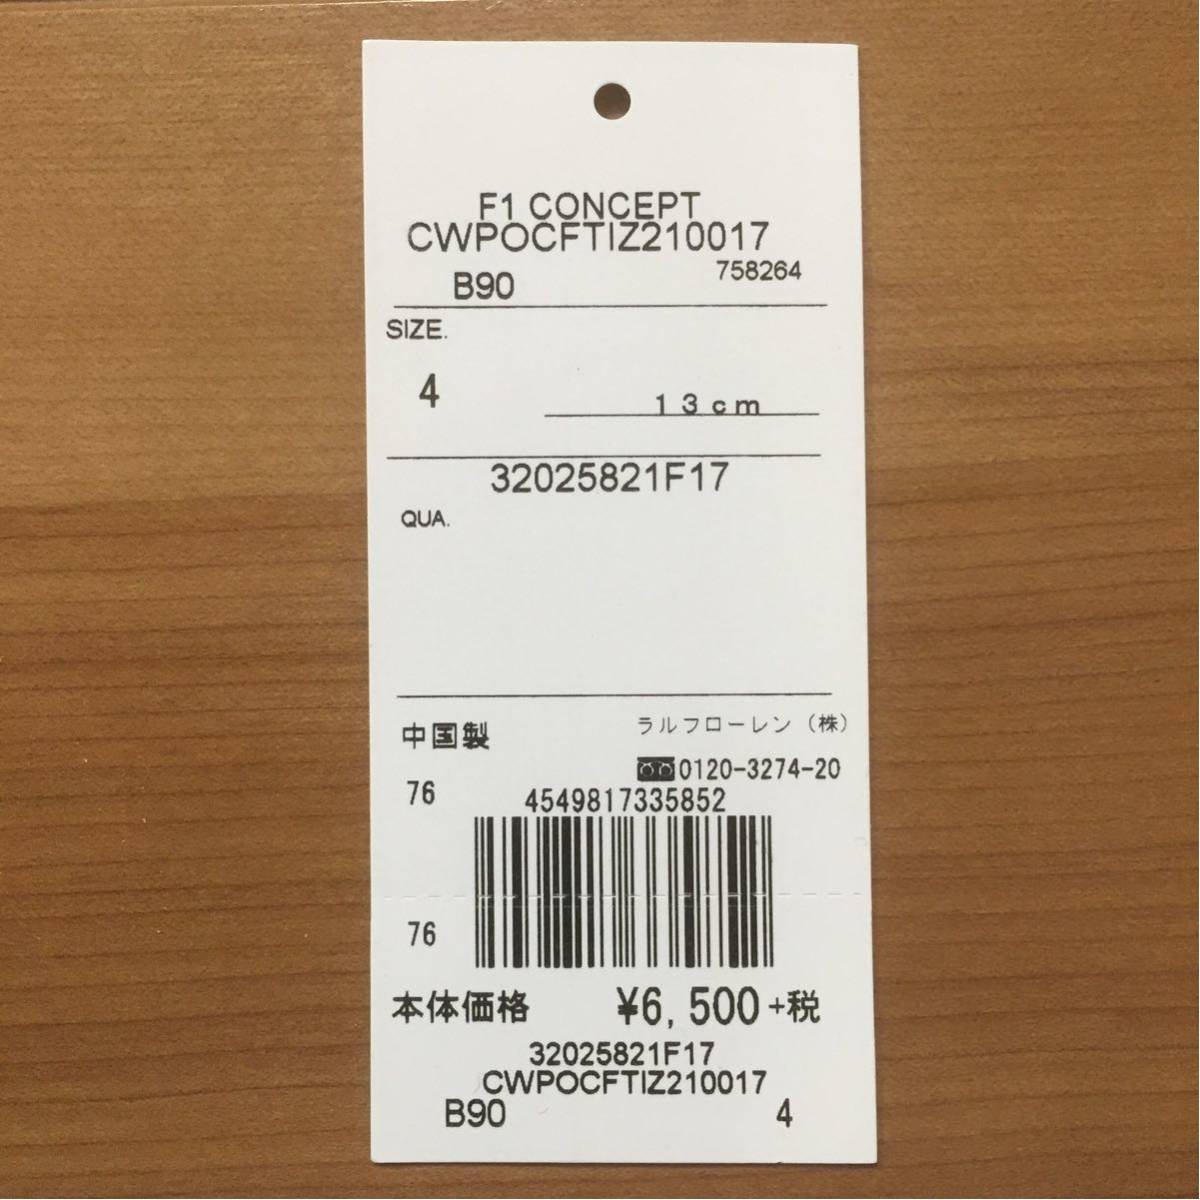 F1 CONCEPT
CWPOCFTIZ210017
758264
B90
SIZE.
4
13cm
32025821F17
QUA.
中国製
ラルフローレン(株)
0120-3274-20
76
4549817335852
76
本体価格 ¥6,500+税
32025821F17
CWPOCFTIZ210017
B90 4